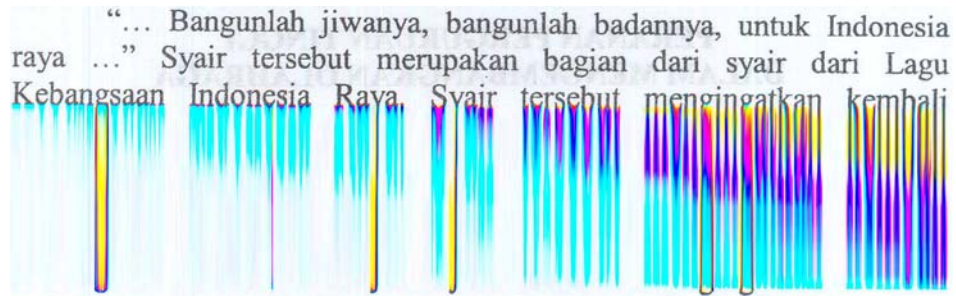 “… Bangunlah jiwanya, bangunlah badannya, untuk Indonesia
raya …” Syair tersebut merupakan bagian dari syair dari Lagu
Kebangsaan Indonesia Raya. Syair tersebut mengingatkan kembali